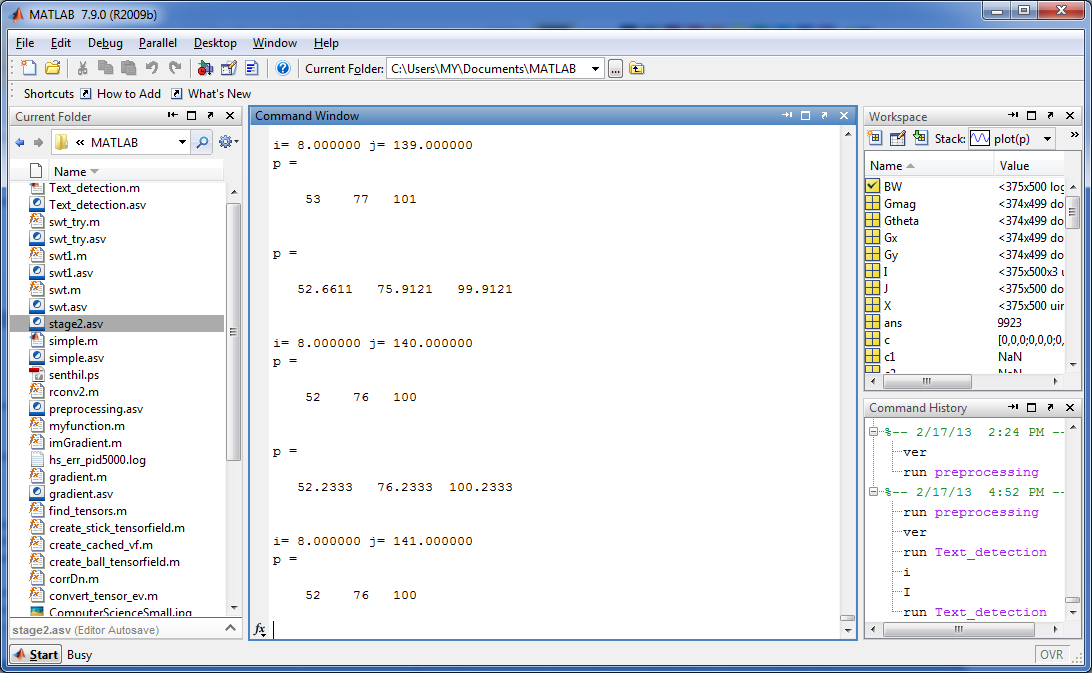 MATLAB 7.9.0 (R2009b)
File Edit Debug Parallel Desktop Window Help
Current Folder: C:\Users\MY\Documents\MATLAB ...
Shortcuts How to Add What's New
Current Folder
« MATLAB
Name
Text_detection.m
Text_detection.asv
swt_try.m
swt_try.asv
swt1.m
swt1.asv
swt.m
swt.asv
stage2.asv
simple.m
simple.asv
senthil.ps
rconv2.m
preprocessing.asv
myfunction.m
imGradient.m
hs_err_pid5000.log
gradient.m
gradient.asv
find_tensors.m
create_stick_tensorfield.m
create_cached_vf.m
create_ball_tensorfield.m
corrDn.m
convert_tensor_ev.m
ComputerScienceSmall.jpg
stage2.asv (Editor Autosave)
Command Window
i= 8.000000 j= 139.000000
p =
53 77 101
p =
52.6611 75.9121 99.9121
i= 8.000000 j= 140.000000
p =
52 76 100
p =
52.2333 76.2333 100.2333
i= 8.000000 j= 141.000000
p =
52 76 100
fx
Workspace
Stack: plot(p) »
Name Value
BW <375x500 log
Gmag <374x499 do
Gtheta <374x499 do
Gx <374x499 do
Gy <374x499 do
I <375x500x3 u
J <375x500 do
X <375x500 uin
ans 9923
c [0,0,0;0,0,0;0,
c1 NaN
c2 NaN
Command History
%-- 2/17/13 2:24 PM --
ver
run preprocessing
%-- 2/17/13 4:52 PM --
run preprocessing
ver
run Text_detection
i
I
run Text_detection
Start Busy
OVR